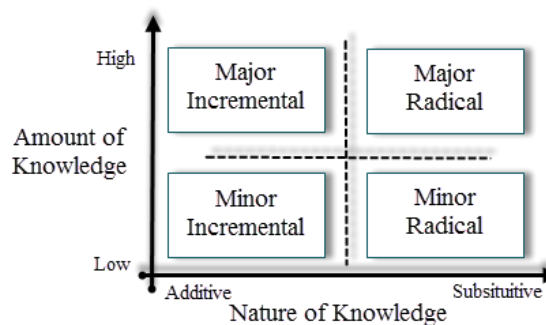 High
Major
Incremental
Major
Radical
Amount of
Knowledge
Minor
Incremental
Minor
Radical
Low
Additive
Subsituitive
Nature of Knowledge